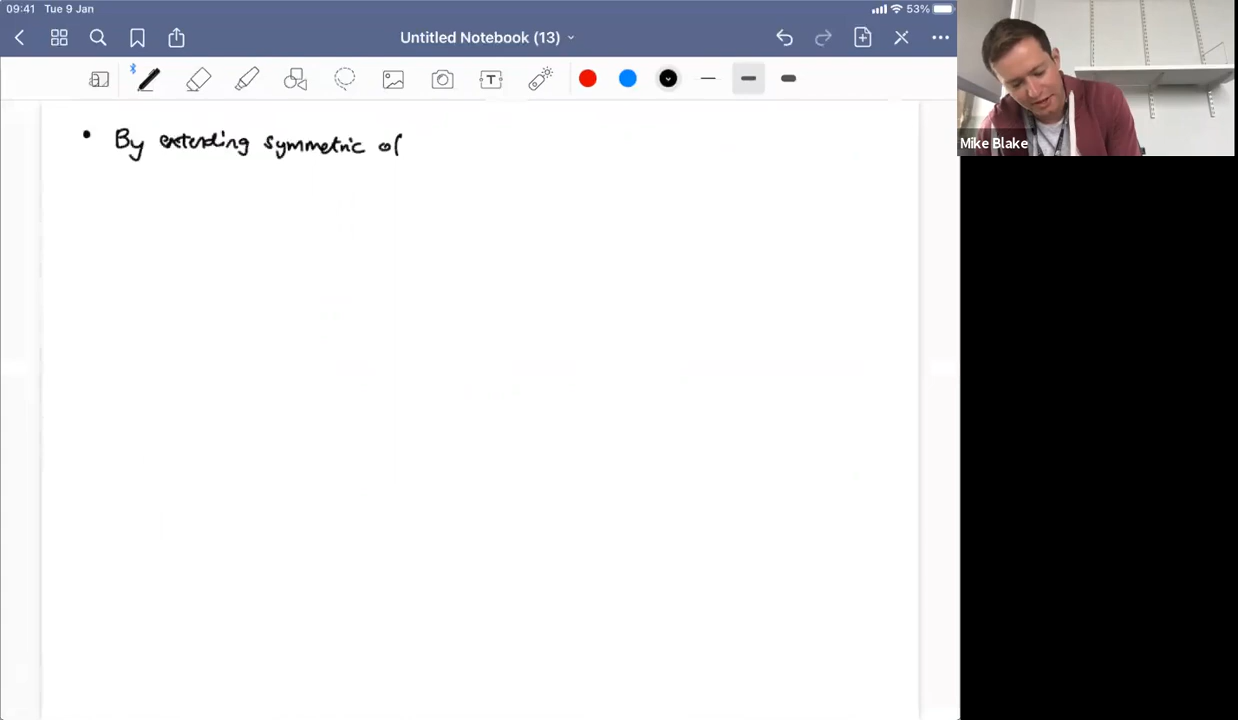 09:41 Tue 9 Jan
53%
Untitled Notebook (13)
T
Mike Blake
• By extending symmetric of